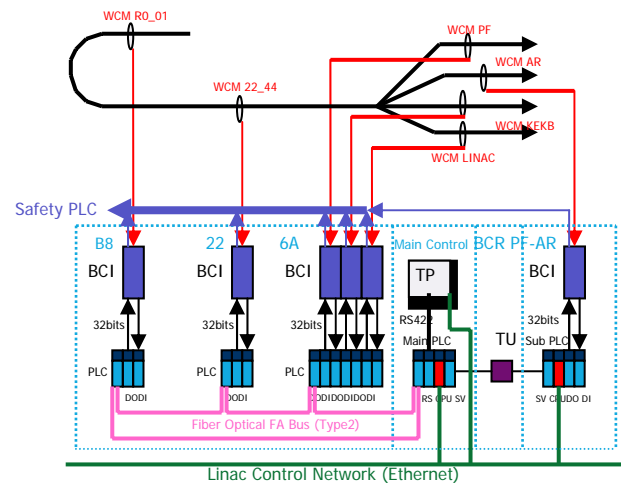 WCM R0_01
WCM PF
WCM AR
WCM 22_44
WCM KEKB
WCM LINAC
Safety PLC
B8
22
6A
Main Control
BCR PF-AR
BCI
BCI
BCI
TP
BCI
32bits
32bits
32bits
RS422
32bits
Main PLC
TU
Sub PLC
PLC
PLC
PLC
DODI
DODI
DODIDODIDODI
RS CPU SV
SV CPUDO DI
Fiber Optical FA Bus (Type2)
Linac Control Network (Ethernet)